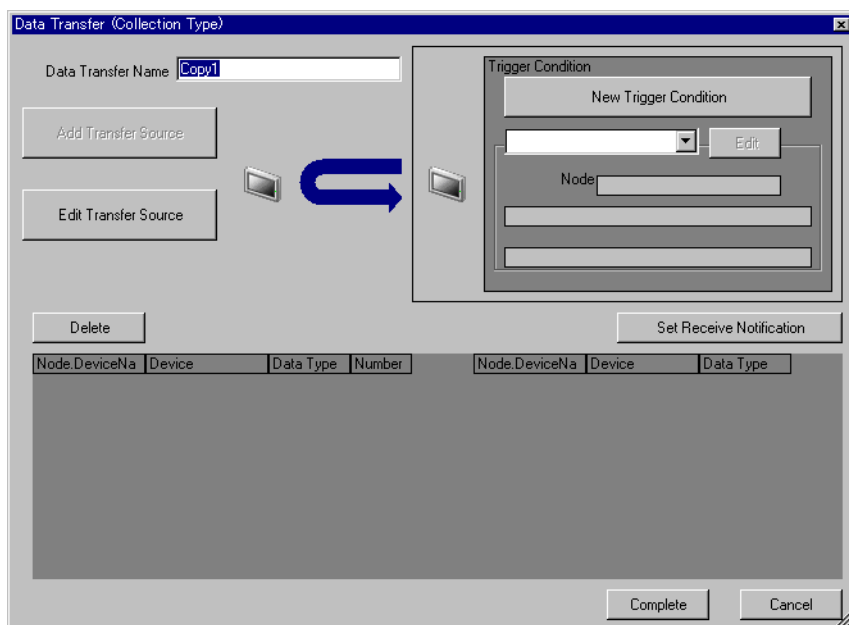 Data Transfer (Collection Type)
Data Transfer Name Copy1
Trigger Condition
New Trigger Condition
Add Transfer Source
Edit
Node
Edit Transfer Source
Delete
Set Receive Notification
Node.DeviceNa Device Data Type Number Node.DeviceNa Device Data Type
Complete Cancel